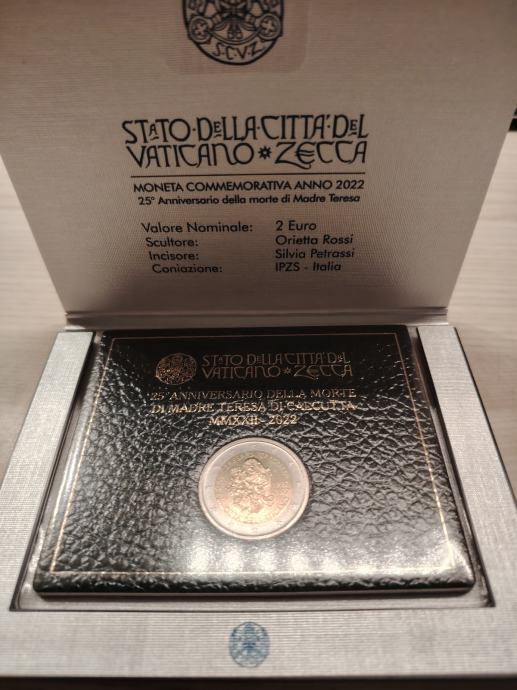 S.C.V.Z.
STATO·DELLA·CITTÀ·DEL
VATICANO * ZECCA
MONETA COMMEMORATIVA ANNO 2022
25° Anniversario della morte di Madre Teresa
Valore Nominale: 2 Euro
Scultore: Orietta Rossi
Incisore: Silvia Petrassi
Coniazione: IPZS - Italia
STATO DELLA CITTÀ DEL
VATICANO * ZECCA
25° ANNIVERSARIO DELLA MORTE
DI MADRE TERESA DI CALCUTTA
MMXXII - 2022